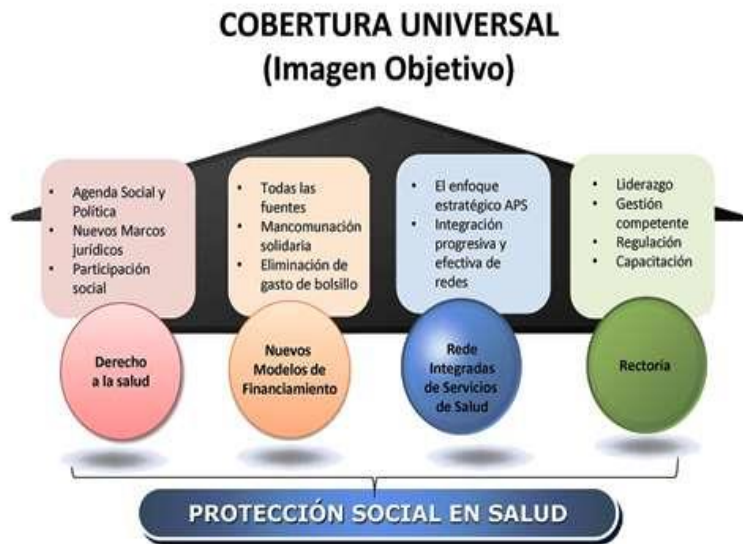 COBERTURA UNIVERSAL
(Imagen Objetivo)
• Agenda Social y
Política
• Nuevos Marcos
jurídicos
• Participación
social
• Todas las
fuentes
• Mancomunación
solidaria
• Eliminación de
gasto de bolsillo
• El enfoque
estratégico APS
• Integración
progresiva y
efectiva de
redes
• Liderazgo
• Gestión
competente
• Regulación
• Capacitación
Derecho
a la salud
Nuevos
Modelos de
Financiamiento
Rede
Integradas
de Servicios
de Salud
Rectoría
PROTECCIÓN SOCIAL EN SALUD